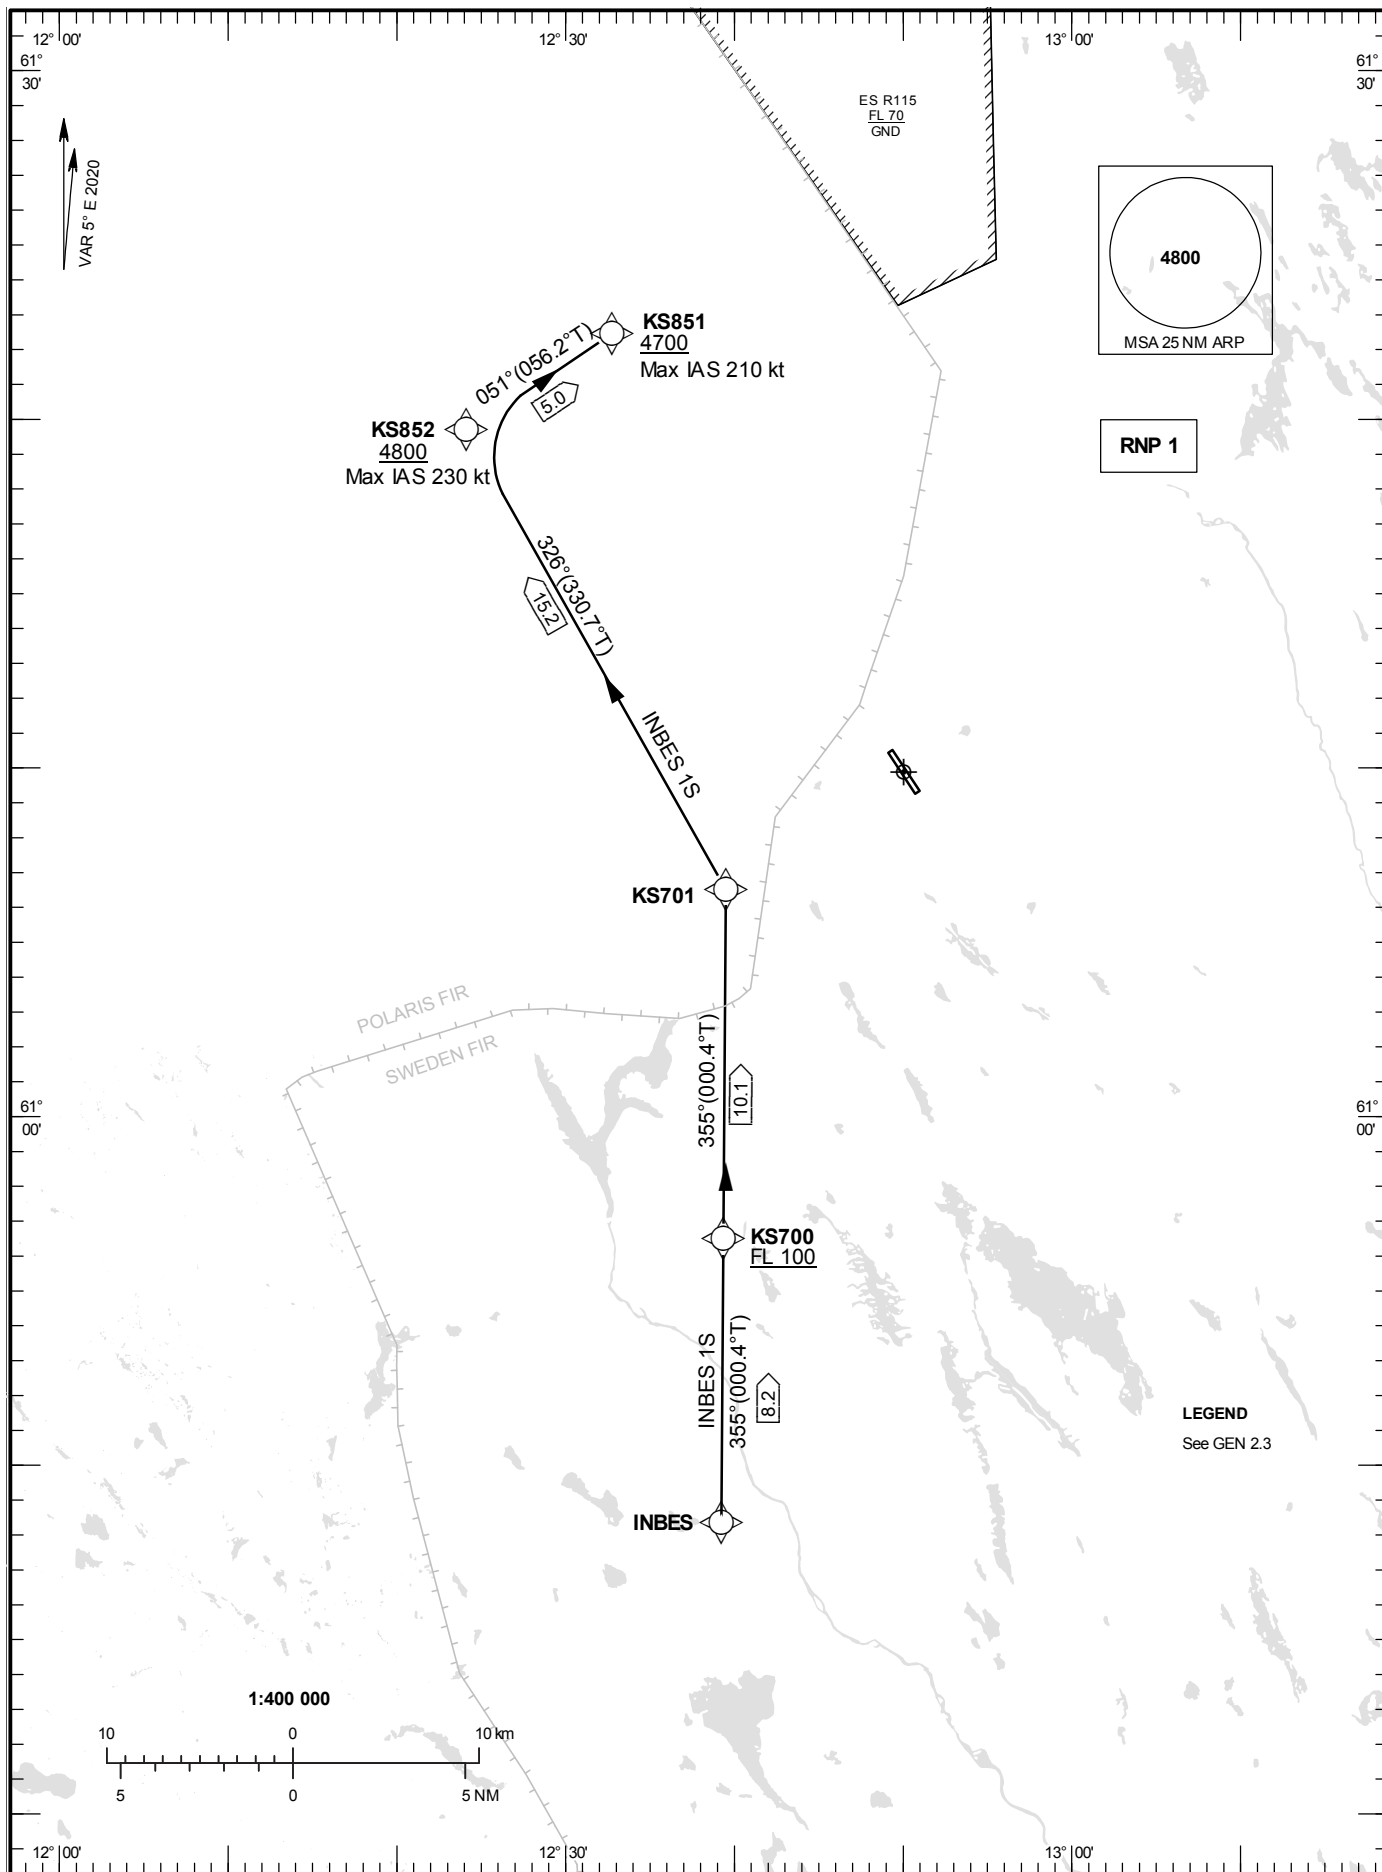 12° 00'
12° 30'
13° 00'
61°
30'
61°
30'
ES R115
FL 70
GND
VAR 5° E 2020
4800
MSA 25 NM ARP
KS851
4700
Max IAS 210 kt
051°(056.2°T)
5.0
KS852
4800
Max IAS 230 kt
RNP 1
326°(330.7°T)
15.2
INBES 1S
KS701
POLARIS FIR
SWEDEN FIR
355°(000.4°T)
10.1
61°
00'
61°
00'
KS700
FL 100
INBES 1S
355°(000.4°T)
8.2
LEGEND
See GEN 2.3
INBES
1:400 000
10 0 10 km
5 0 5 NM
12° 00'
12° 30'
13° 00'